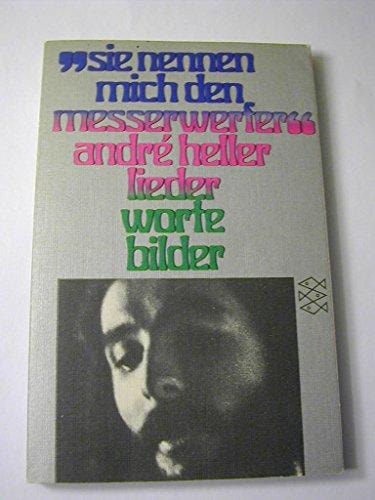 „sie nennen
mich den
messerwerfer“
andré heller
lieder
worte
bilder